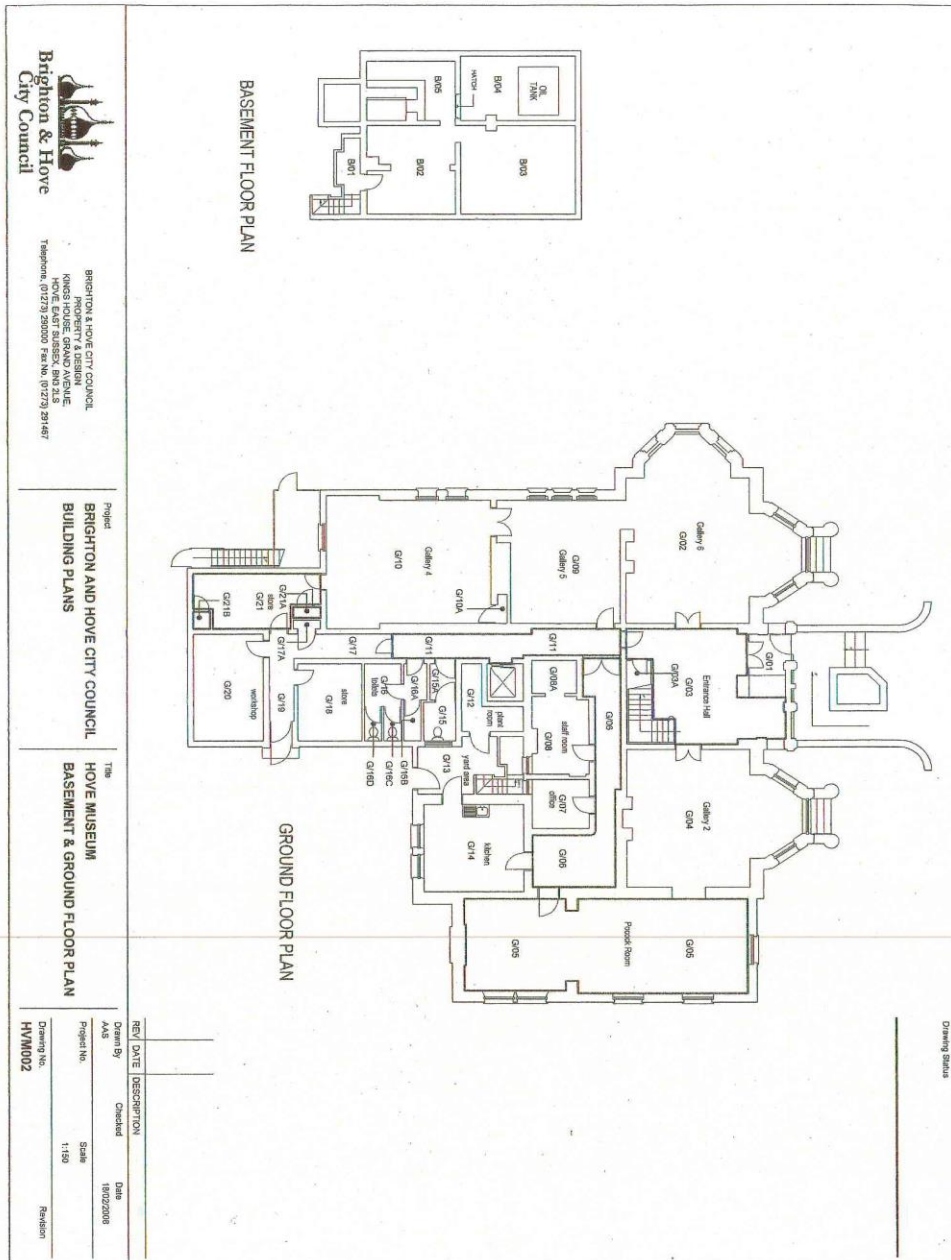 Drawing Status
BASEMENT FLOOR PLAN
OIL
TANK
B/04
HATCH
B/05
B/03
B/02
B/01
GROUND FLOOR PLAN
Gallery 6
G/02
G/01
Entrance Hall
G/03
G/03A
Gallery 2
G/04
G/05
Pocock Room
G/05
G/09
Gallery 5
Gallery 4
G/10
G/10A
G/11
G/11
G/06
G/06
G/08A
staff room
G/08
G/07
office
G/12
plant
room
yard area
G/13
kitchen
G/14
G/15A
G/15
G/16A
G/16
toilets
G/15B
G/16C
G/16D
store
G/18
G/17
G/17A
G/19
workshop
G/20
G/21A
store
G/21
G/21B
Brighton & Hove
City Council
BRIGHTON & HOVE CITY COUNCIL
PROPERTY & DESIGN
KINGS HOUSE, GRAND AVENUE,
HOVE, EAST SUSSEX, BN3 2LS
Telephone. (01273) 290000 Fax No. (01273) 291467
Project
BRIGHTON AND HOVE CITY COUNCIL
BUILDING PLANS
Title
HOVE MUSEUM
BASEMENT & GROUND FLOOR PLAN
REV DATE DESCRIPTION
Drawn By Checked Date
AAS 18/02/2008
Project No. Scale
1:150
Drawing No. Revision
HVM002